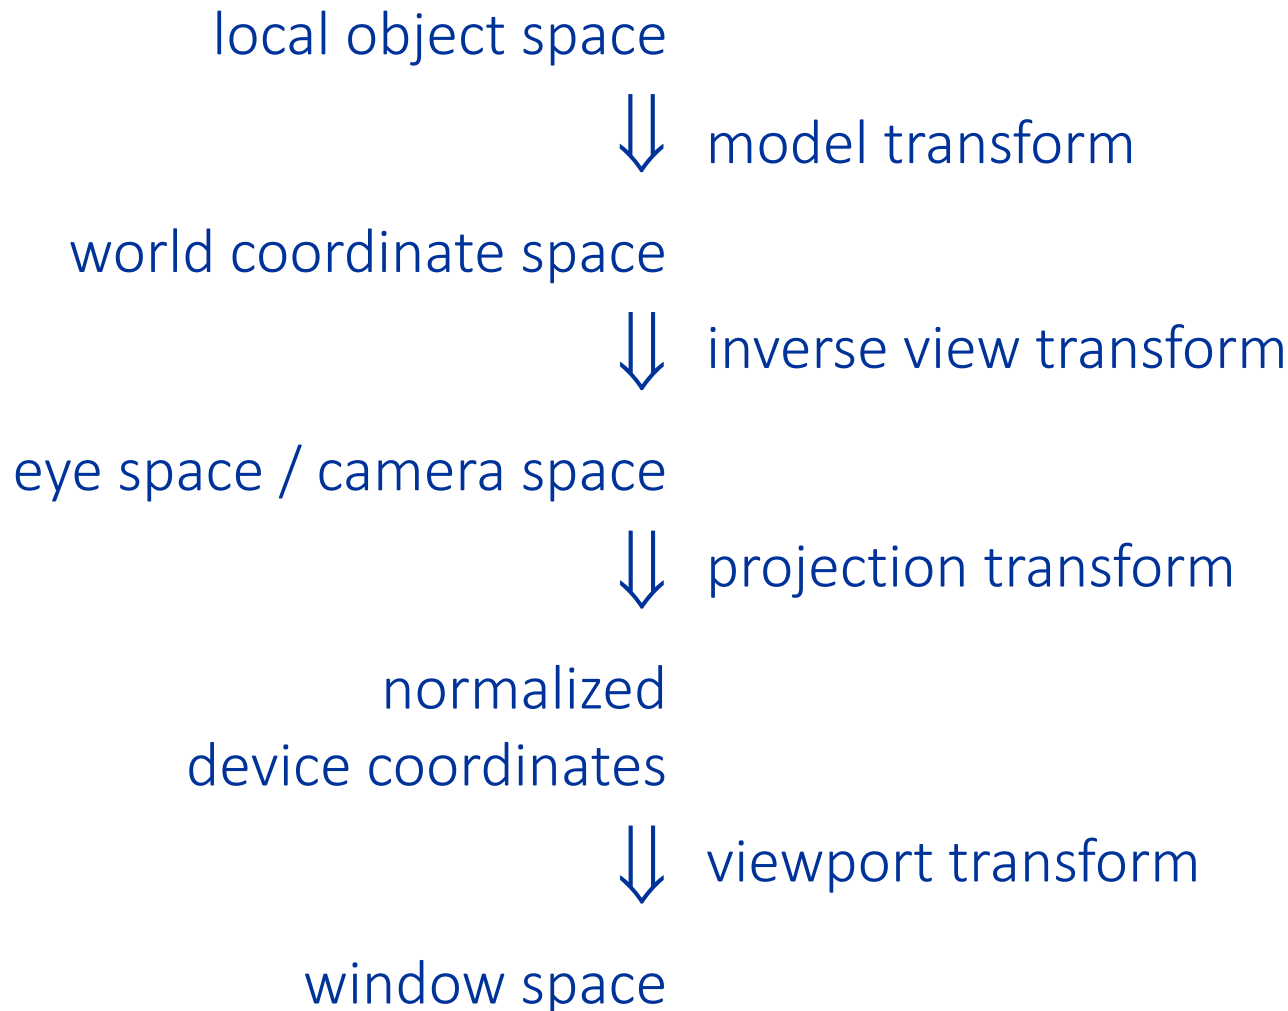 local object space
⇓ model transform
world coordinate space
⇓ inverse view transform
eye space / camera space
⇓ projection transform
normalized
device coordinates
⇓ viewport transform
window space